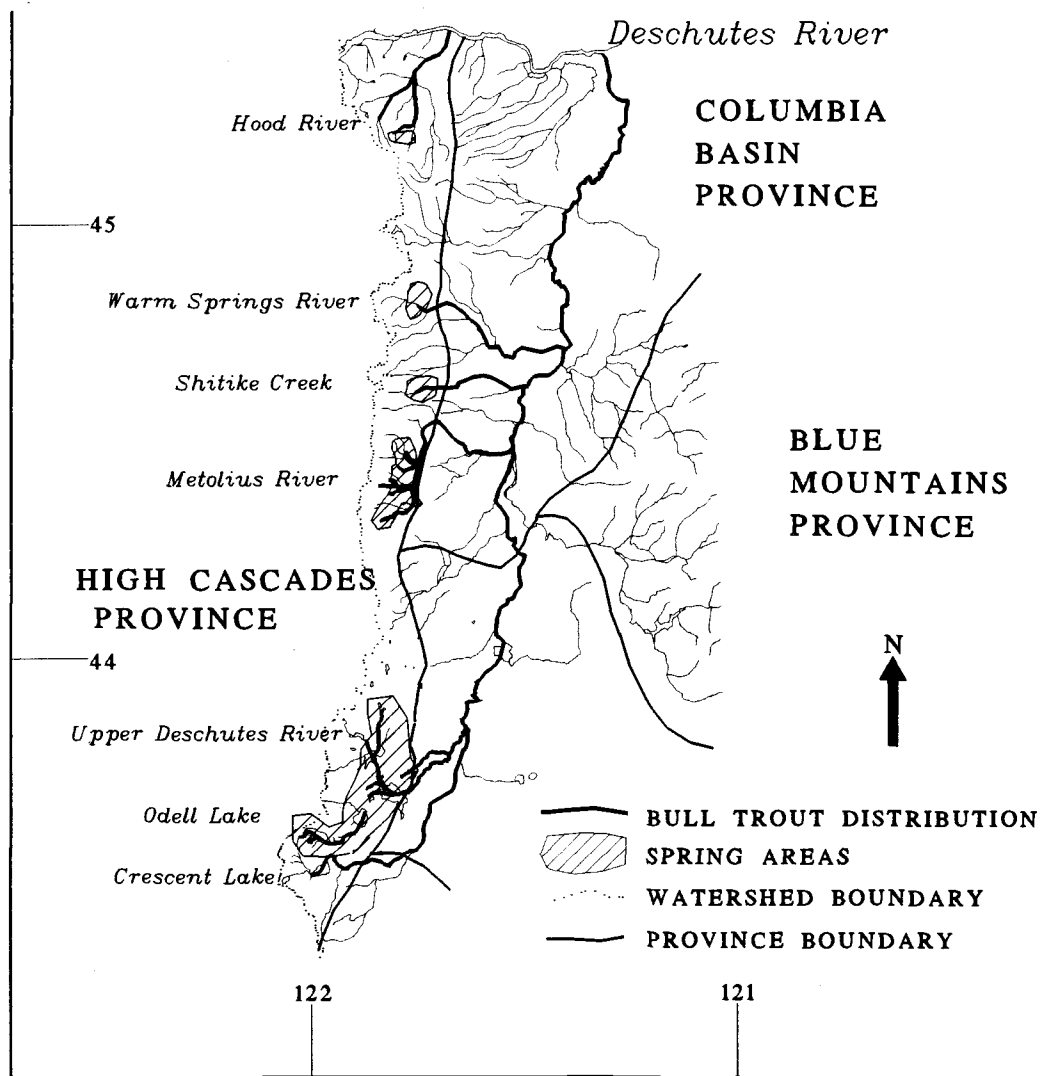 Deschutes River
COLUMBIA
BASIN
PROVINCE
Hood River
45
Warm Springs River
Shitike Creek
Metolius River
BLUE
MOUNTAINS
PROVINCE
HIGH CASCADES
PROVINCE
44
N
Upper Deschutes River
Odell Lake
Crescent Lake
BULL TROUT DISTRIBUTION
SPRING AREAS
WATERSHED BOUNDARY
PROVINCE BOUNDARY
122
121